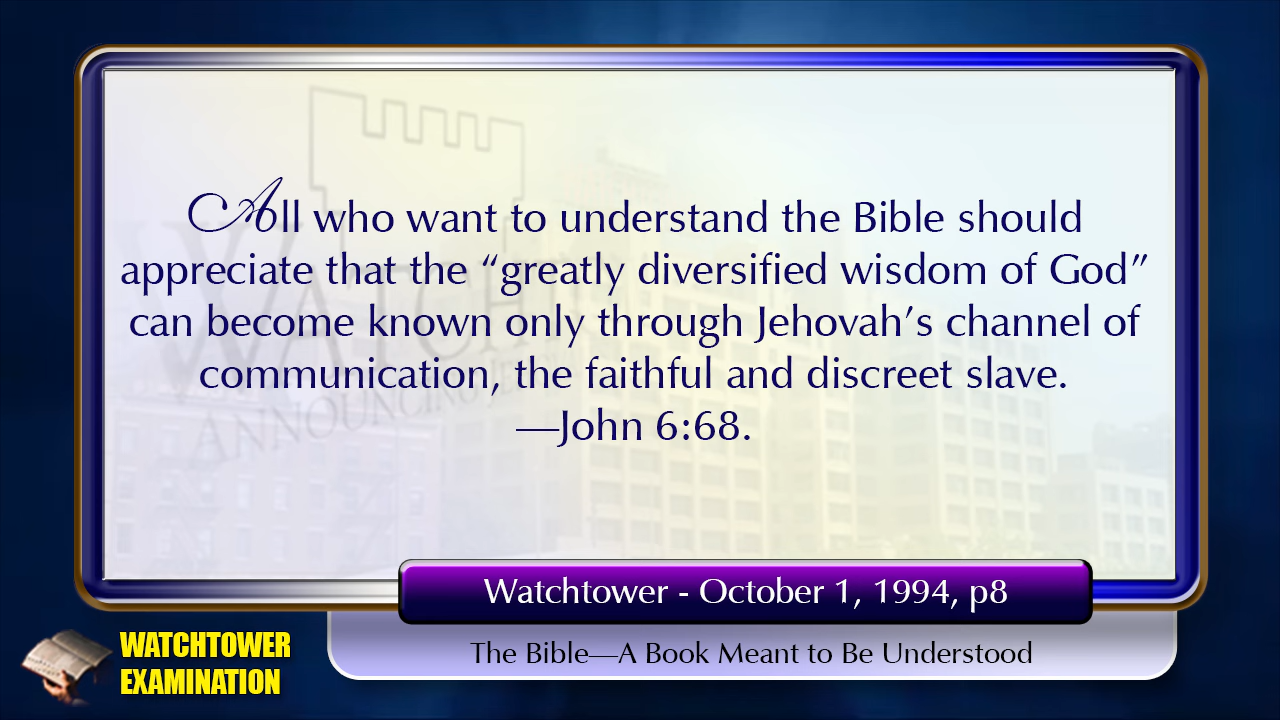 All who want to understand the Bible should
appreciate that the “greatly diversified wisdom of God”
can become known only through Jehovah’s channel of
communication, the faithful and discreet slave.
—John 6:68.
WATCH
ANNOUNCING
Watchtower - October 1, 1994, p8
The Bible—A Book Meant to Be Understood
WATCHTOWER
EXAMINATION